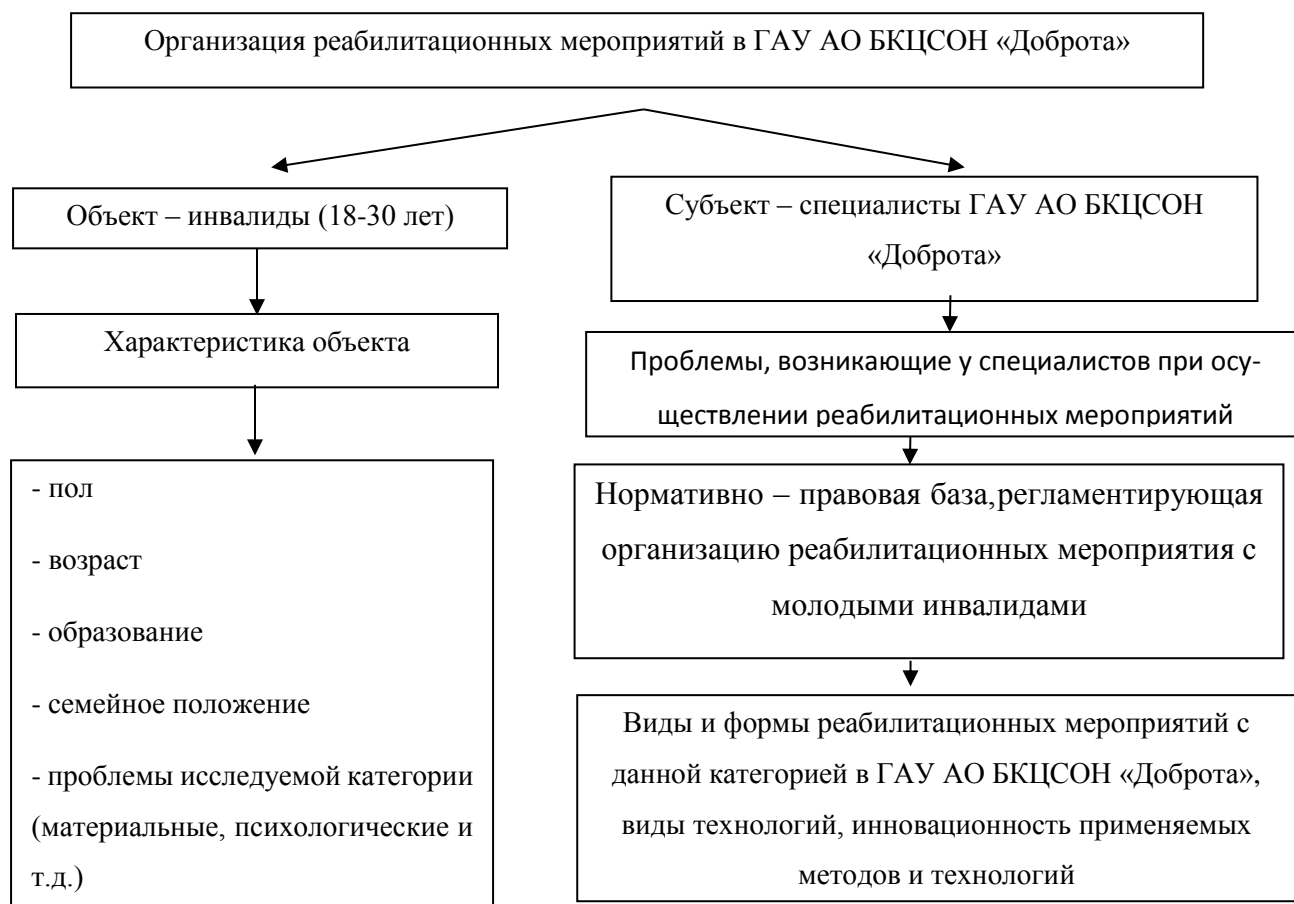 Организация реабилитационных мероприятий в ГАУ АО БКЦСОН «Доброта»
Объект – инвалиды (18-30 лет)
Характеристика объекта
- пол
- возраст
- образование
- семейное положение
- проблемы исследуемой категории
(материальные, психологические и
т.д.)
Субъект – специалисты ГАУ АО БКЦСОН
«Доброта»
Проблемы, возникающие у специалистов при осу-
ществлении реабилитационных мероприятий
Нормативно – правовая база,регламентирующая
организацию реабилитационных мероприятия с
молодыми инвалидами
Виды и формы реабилитационных мероприятий с
данной категорией в ГАУ АО БКЦСОН «Доброта»,
виды технологий, инновационность применяемых
методов и технологий